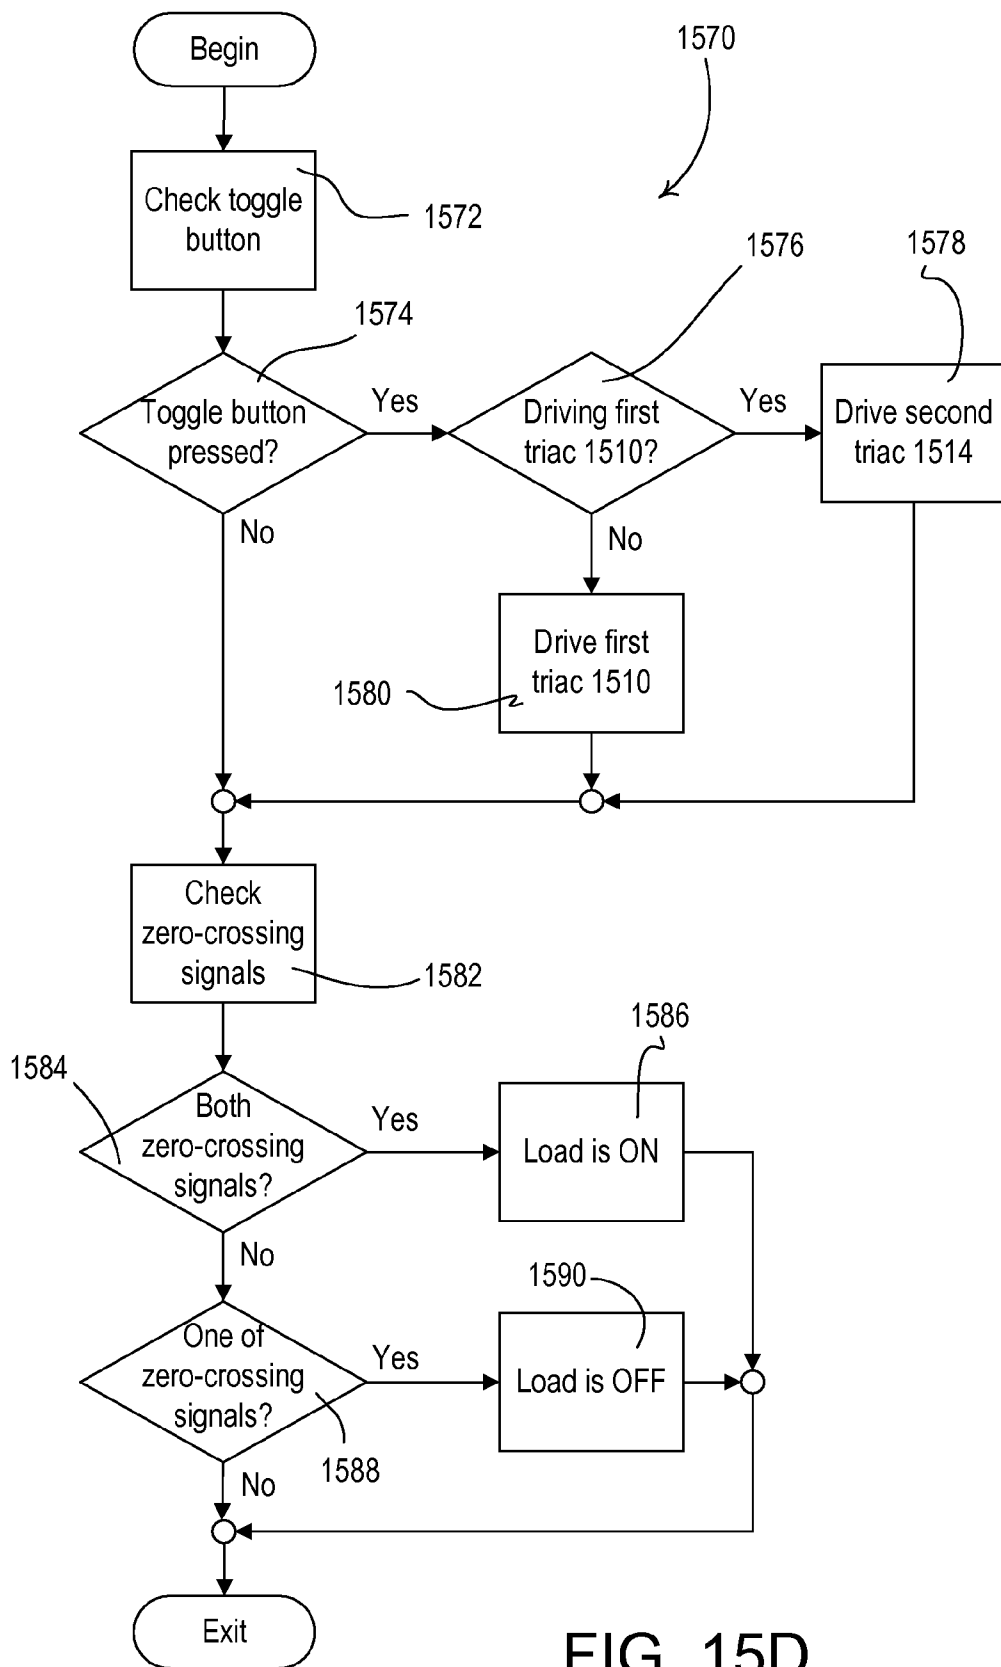 Begin
1570
Check toggle
button
1572
1576
1578
1574
Toggle button
pressed?
Yes
Driving first
triac 1510?
Yes
Drive second
triac 1514
No
No
Drive first
triac 1510
1580
Check
zero-crossing
signals
1582
1586
1584
Both
zero-crossing
signals?
Yes
Load is ON
No
1590
One of
zero-crossing
signals?
Yes
Load is OFF
1588
No
Exit
FIG. 15D